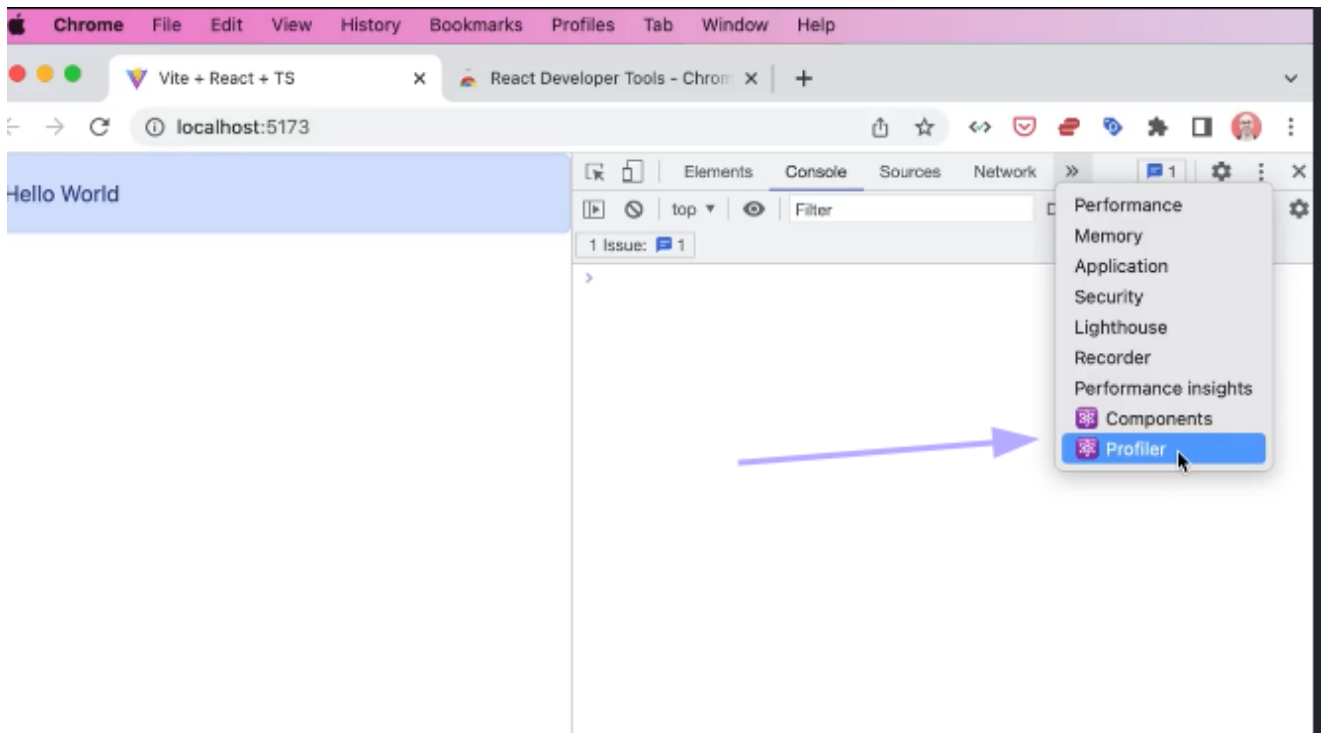 Chrome File Edit View History Bookmarks Profiles Tab Window Help
Vite + React + TS
React Developer Tools - Chrom
localhost:5173
Hello World
Elements Console Sources Network » 1
top Filter
1 Issue: 1
Performance
Memory
Application
Security
Lighthouse
Recorder
Performance insights
Components
Profiler